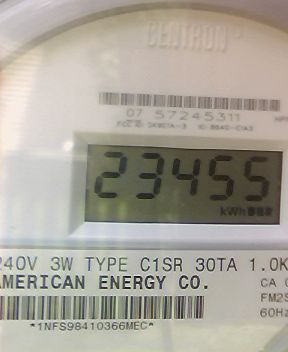 CENTRON
07 57245311
23455
kWh
240V 3W TYPE C1SR 30TA 1.0K
AMERICAN ENERGY CO. CA
FM2S
60Hz
*1NFS98410366MEC*